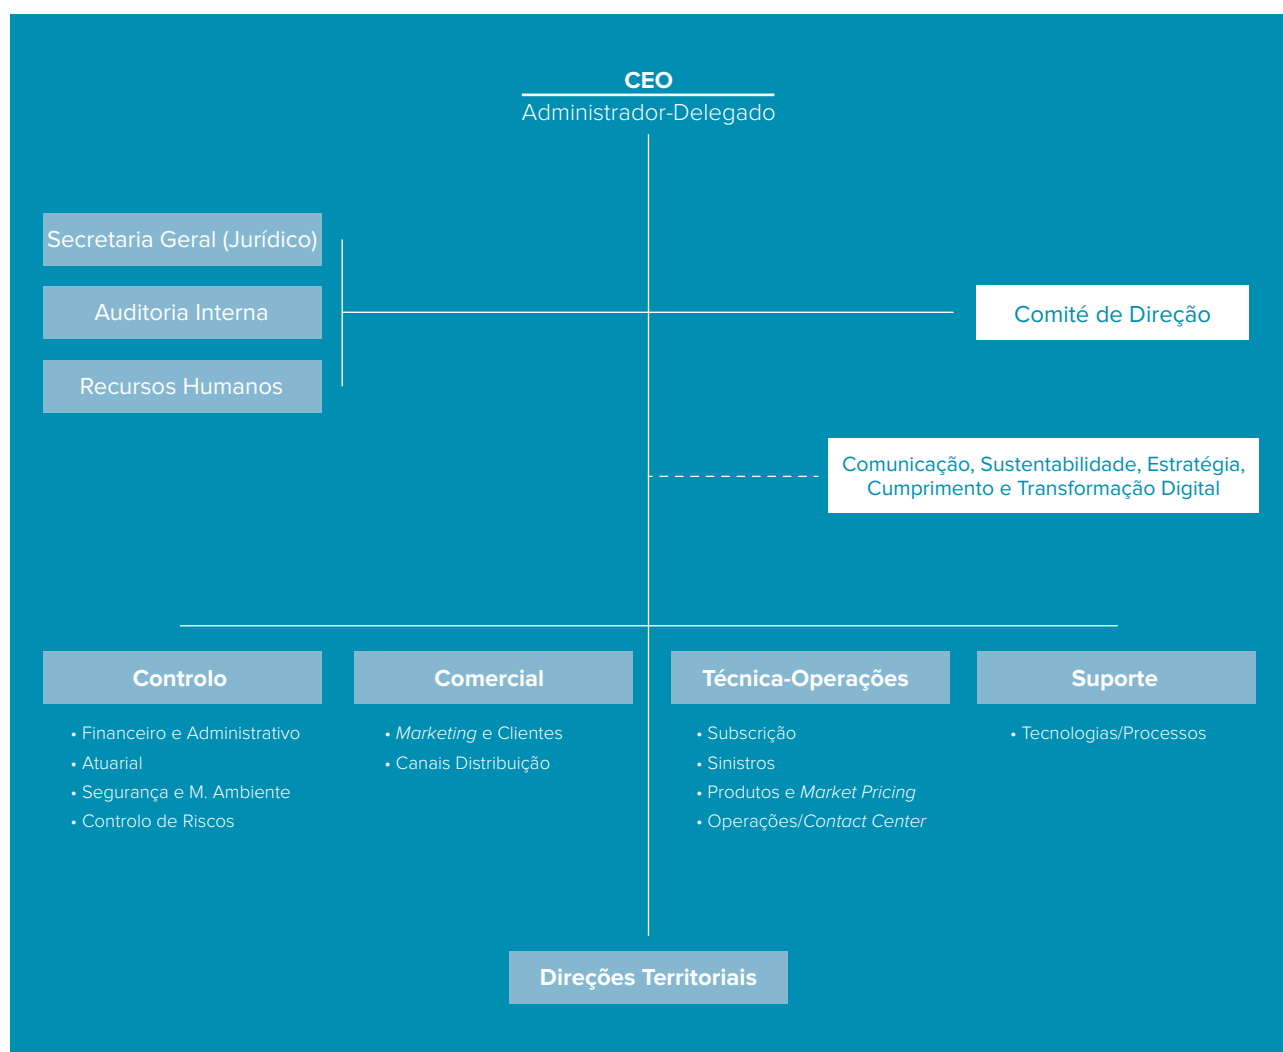 CEO
Administrador-Delegado
Secretaria Geral (Jurídico)
Auditoria Interna
Recursos Humanos
Comité de Direção
Comunicação, Sustentabilidade, Estratégia,
Cumprimento e Transformação Digital
Controlo
• Financeiro e Administrativo
• Atuarial
• Segurança e M. Ambiente
• Controlo de Riscos
Comercial
• Marketing e Clientes
• Canais Distribuição
Técnica-Operações
• Subscrição
• Sinistros
• Produtos e Market Pricing
• Operações/Contact Center
Suporte
• Tecnologias/Processos
Direções Territoriais